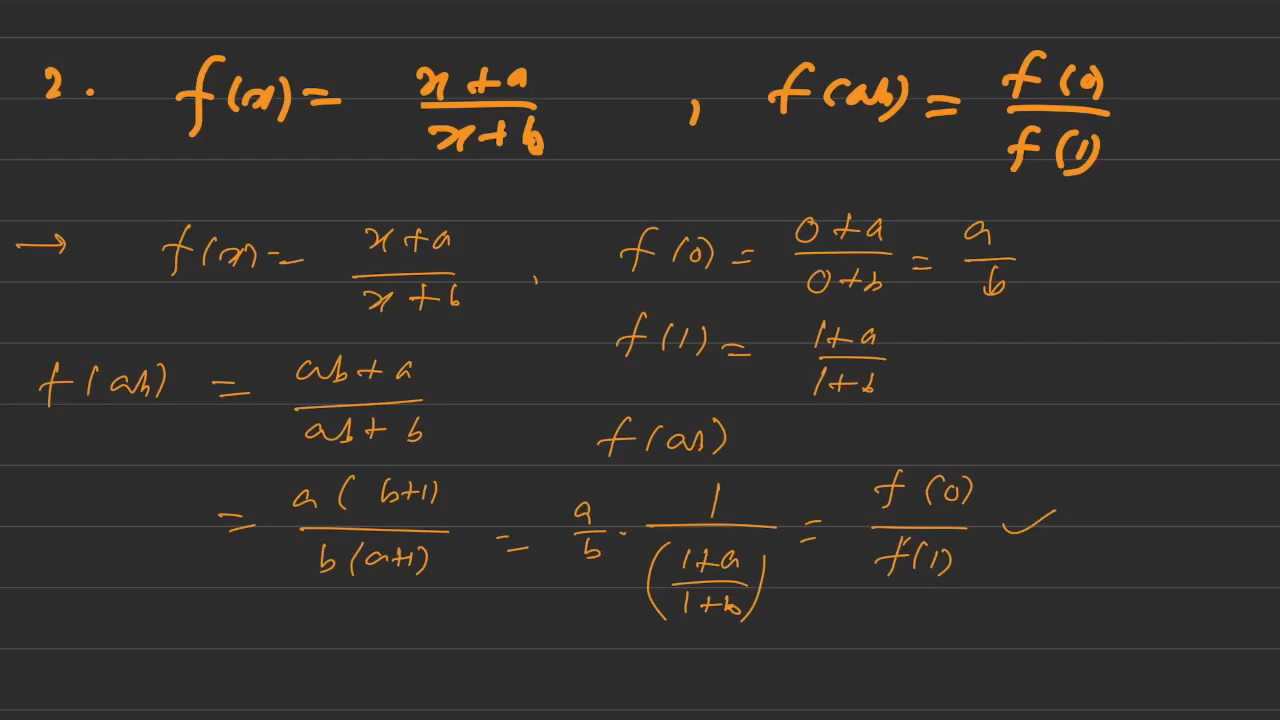 2. f(x) = (x+a)/(x+b) , f(ab) = f(0)/f(1)
→ f(x) = (x+a)/(x+b) , f(0) = (0+a)/(0+b) = a/b
f(1) = (1+a)/(1+b)
f(ab) = (ab+a)/(ab+b)
f(ab)
= a(b+1)/b(a+1) = a/b · 1/((1+a)/(1+b)) = f(0)/f(1) ✓